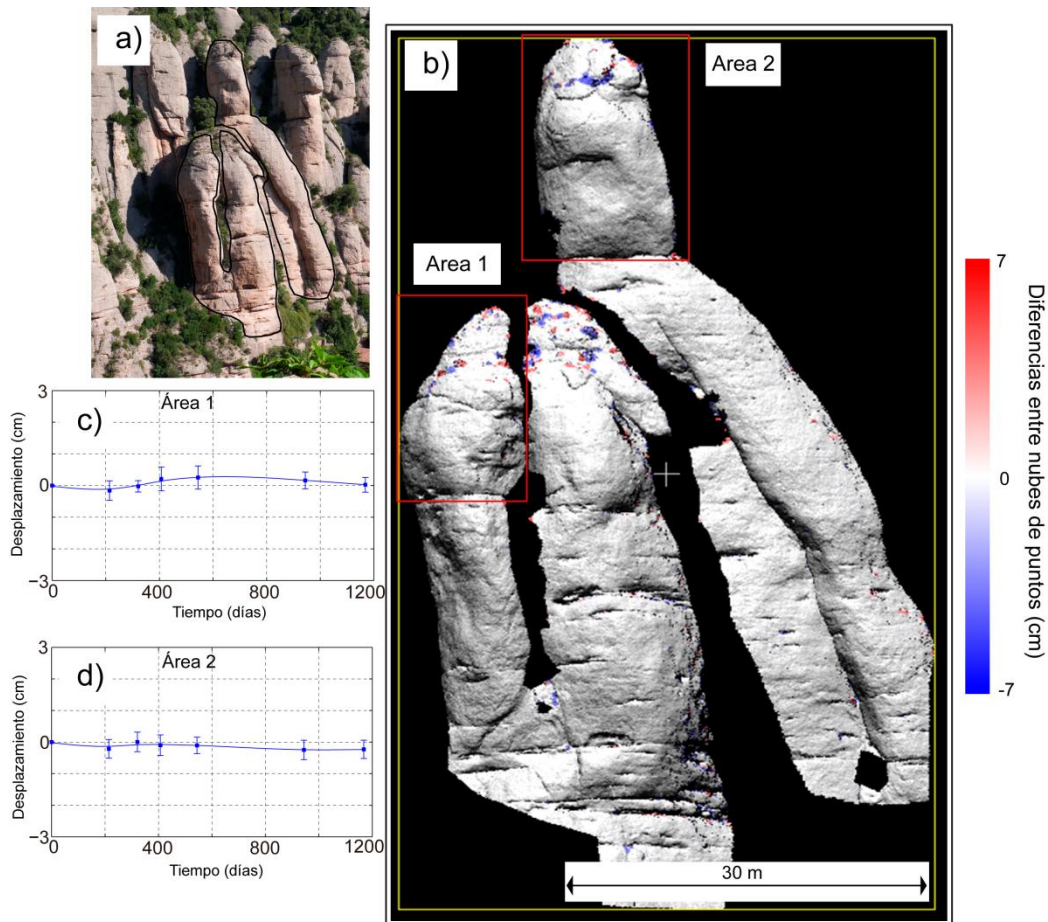 a)
b)
Area 2
Area 1
7
0
-7
Diferencias entre nubes de puntos (cm)
30 m
c)
Área 1
3
0
−3
Desplazamiento (cm)
0
400
800
1200
Tiempo (días)
d)
Área 2
3
0
−3
Desplazamiento (cm)
0
400
800
1200
Tiempo (días)